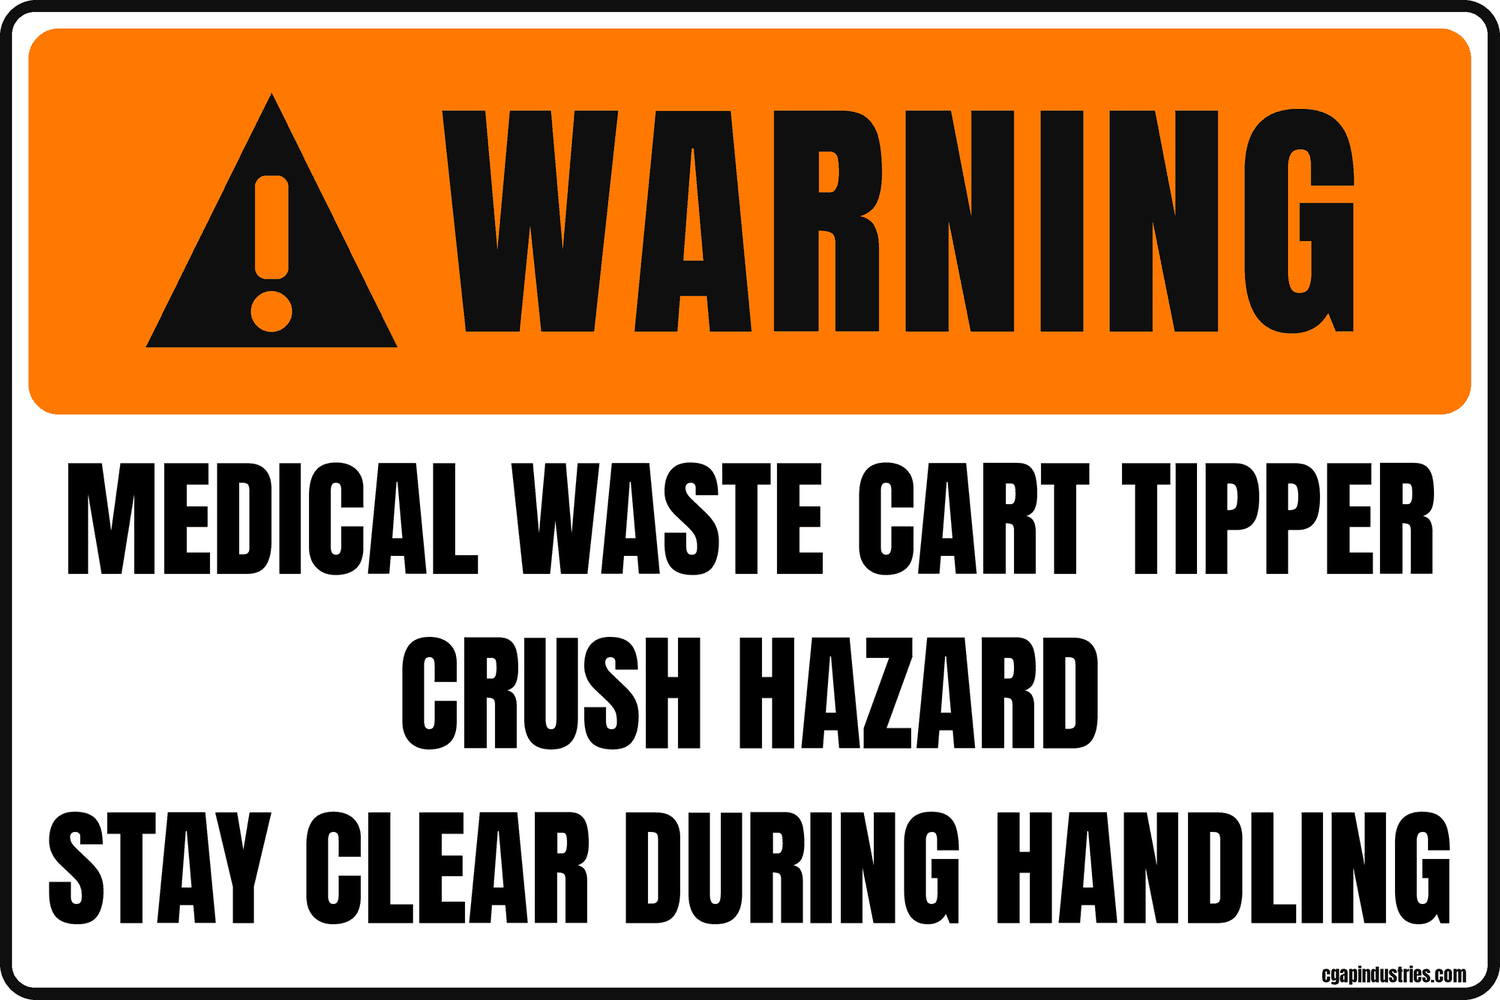 WARNING
MEDICAL WASTE CART TIPPER
CRUSH HAZARD
STAY CLEAR DURING HANDLING
cgapindustries.com